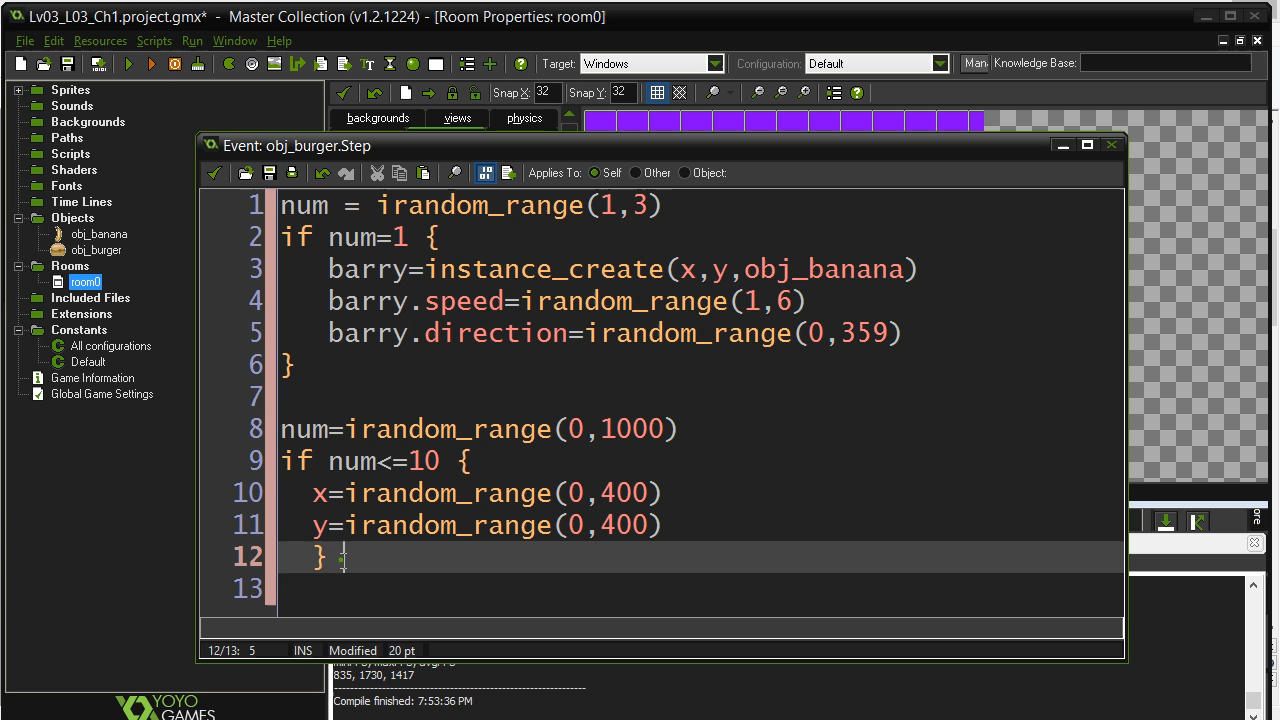 Lv03_L03_Ch1.project.gmx* - Master Collection (v1.2.1224) - [Room Properties: room0]
File Edit Resources Scripts Run Window Help
Target: Windows Configuration: Default Man Knowledge Base:
Sprites
Sounds
Backgrounds
Paths
Scripts
Shaders
Fonts
Time Lines
Objects
obj_banana
obj_burger
Rooms
room0
Included Files
Extensions
Constants
All configurations
Default
Game Information
Global Game Settings
YOYO
GAMES
Snap X: 32 Snap Y: 32
backgrounds views physics
Event: obj_burger.Step
Applies To: Self Other Object:
1 num = irandom_range(1,3)
2 if num=1 {
3 barry=instance_create(x,y,obj_banana)
4 barry.speed=irandom_range(1,6)
5 barry.direction=irandom_range(0,359)
6 }
7
8 num=irandom_range(0,1000)
9 if num<=10 {
10 x=irandom_range(0,400)
11 y=irandom_range(0,400)
12 }
13
12/13: 5 INS Modified 20 pt
835, 1730, 1417
Compile finished: 7:53:36 PM